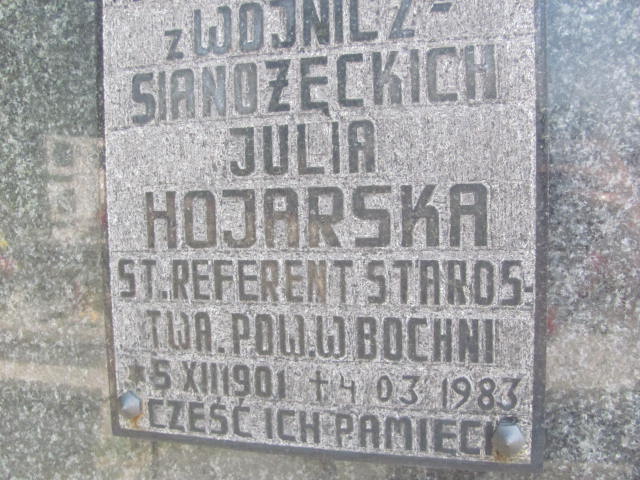 z WOJNICZ-
SIANOŻĘCKICH
JULIA
HOJARSKA
ST. REFERENT STAROS-
TWA. POW. W BOCHNI
* 5 XII 1901 † 4 03 1983
CZEŚĆ ICH PAMIĘCI